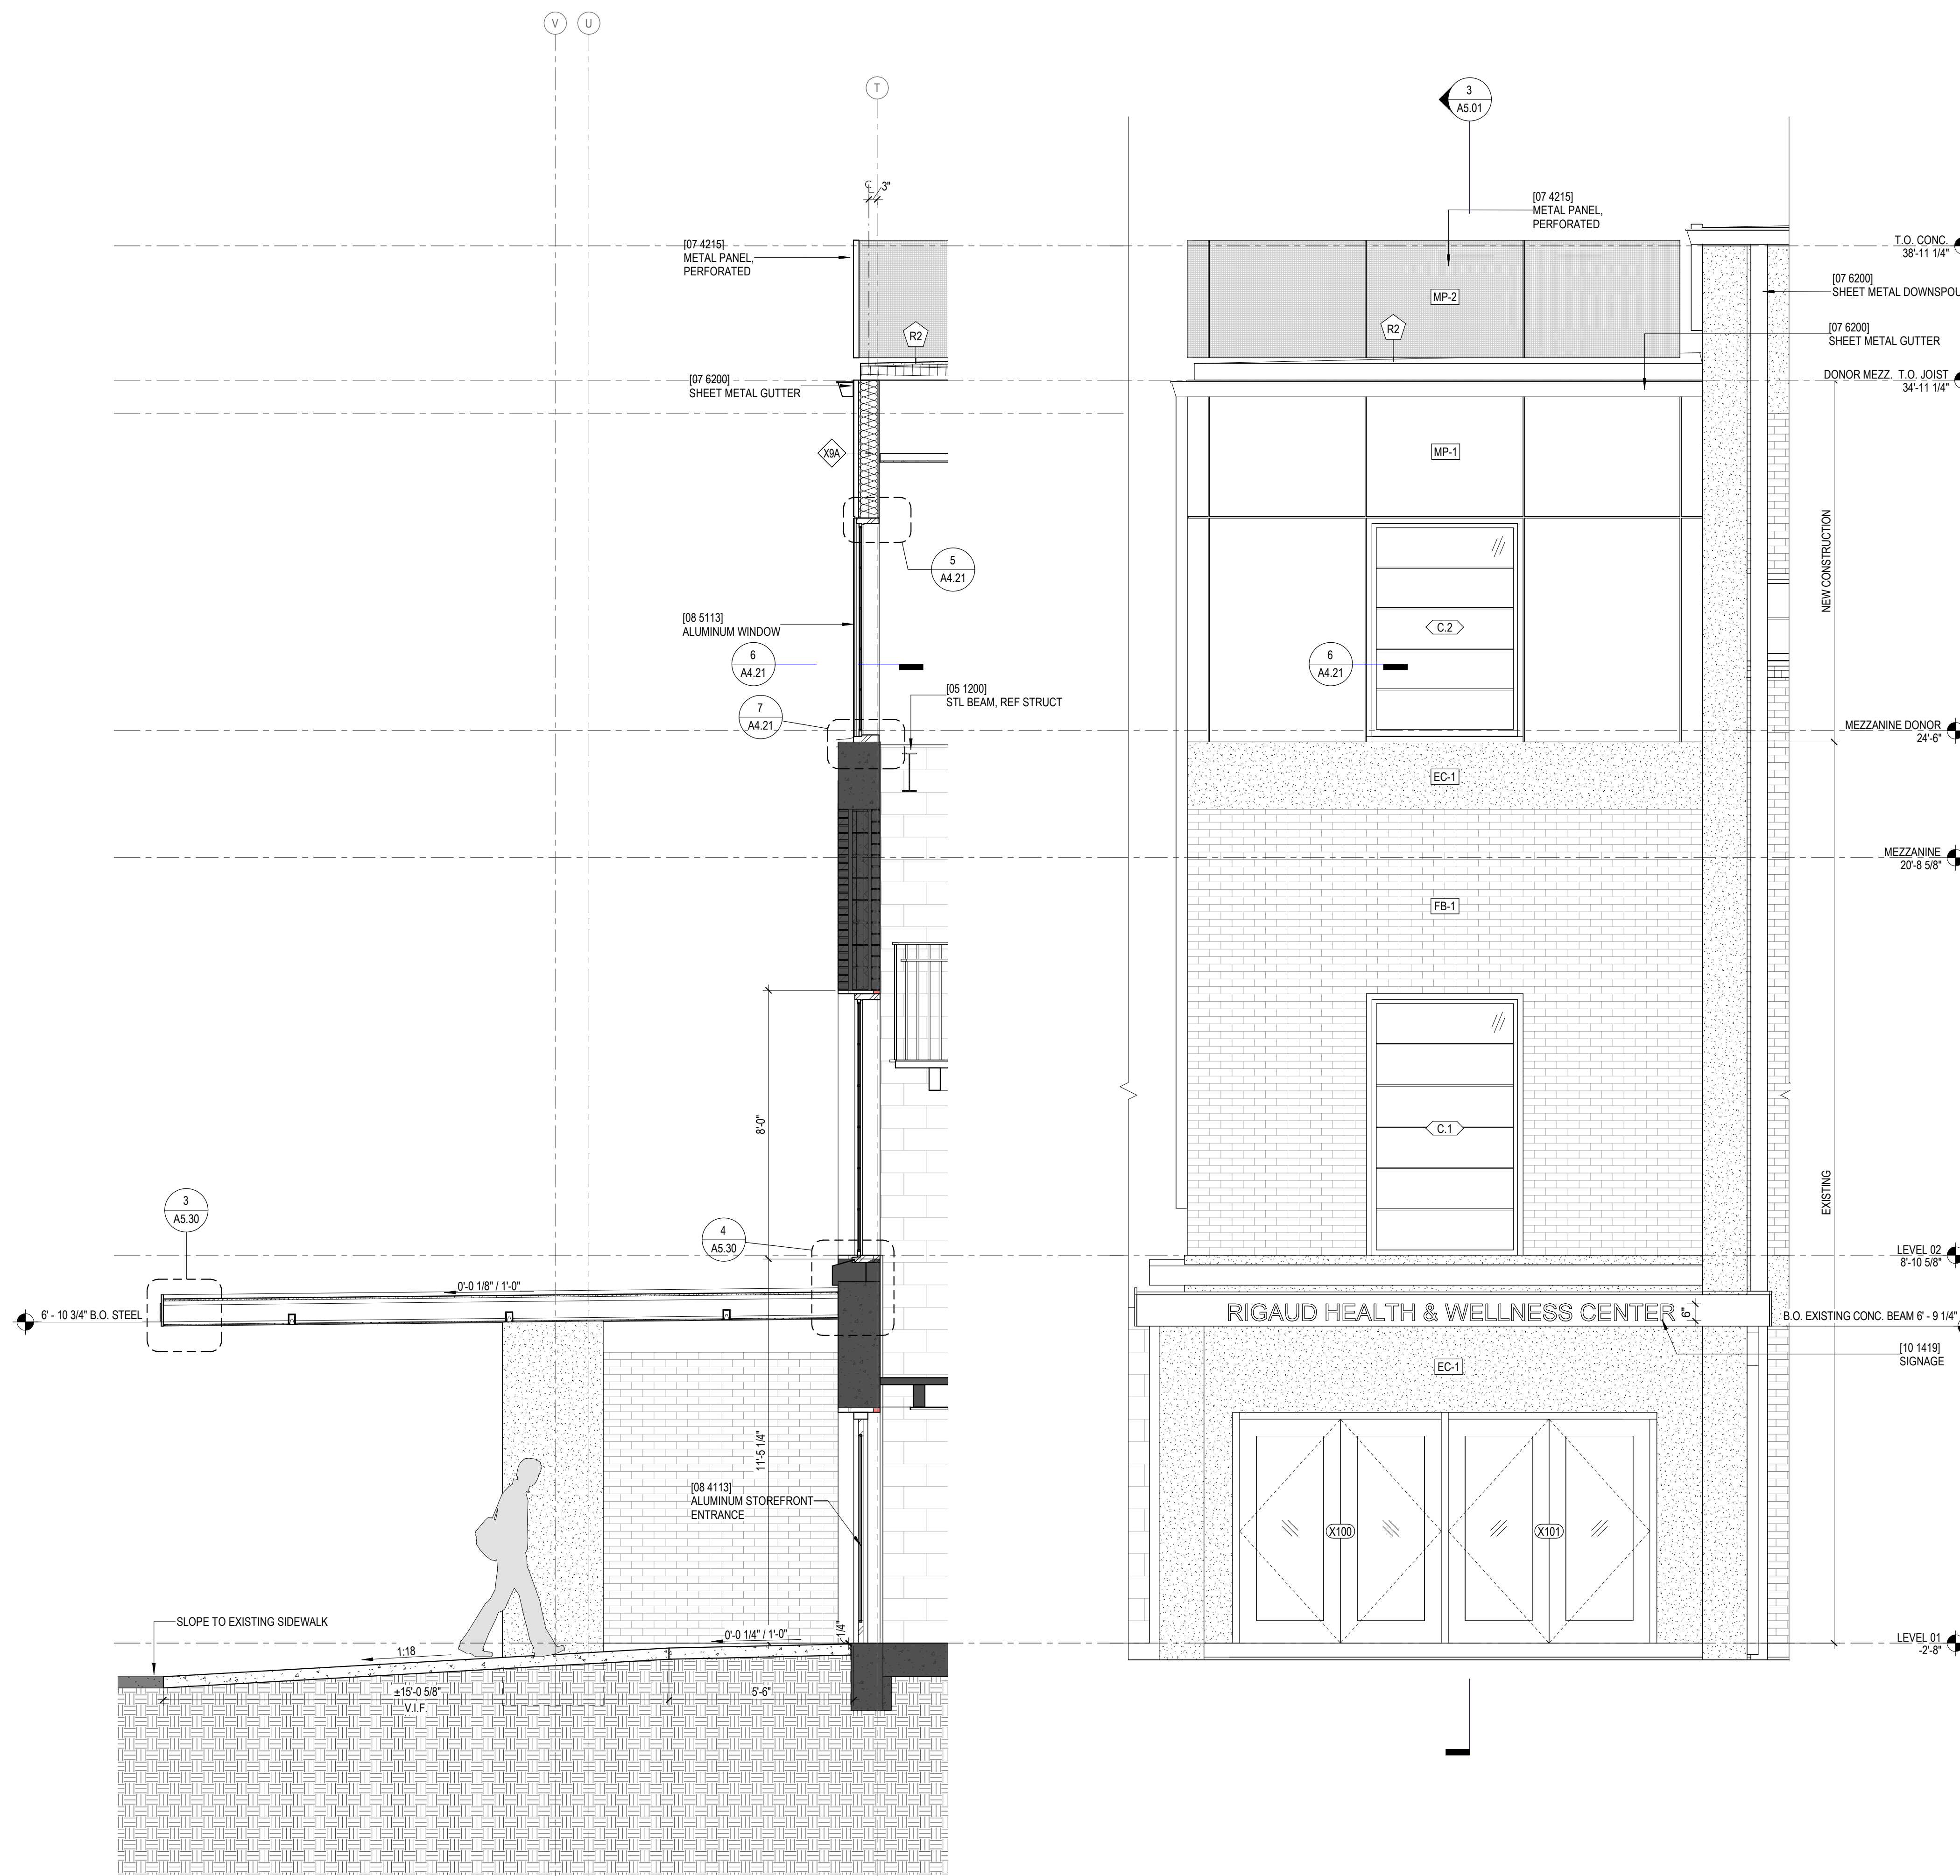 V
U
T
3
A5.01
℄ 3"
[07 4215]
METAL PANEL,
PERFORATED
[07 4215]
METAL PANEL,
PERFORATED
T.O. CONC.
38'-11 1/4"
[07 6200]
MP-2
R2
R2
[07 6200]
SHEET METAL GUTTER
[07 6200]
SHEET METAL GUTTER
DONOR MEZZ. T.O. JOIST
34'-11 1/4"
X9A
MP-1
NEW CONSTRUCTION
5
A4.21
[08 5113]
ALUMINUM WINDOW
C.2
6
A4.21
6
A4.21
[05 1200]
STL BEAM, REF STRUCT
7
A4.21
MEZZANINE DONOR
24'-6"
EC-1
MEZZANINE
20'-8 5/8"
FB-1
8'-0"
C.1
EXISTING
3
A5.30
4
A5.30
LEVEL 02
8'-10 5/8"
0'-0 1/8" / 1'-0"
6' - 10 3/4" B.O. STEEL
RIGAUD HEALTH & WELLNESS CENTER
6"
B.O. EXISTING CONC. BEAM 6' - 9 1/4"
[10 1419]
SIGNAGE
EC-1
11'-5 1/4"
[08 4113]
ALUMINUM STOREFRONT
ENTRANCE
X100
X101
SLOPE TO EXISTING SIDEWALK
0'-0 1/4" / 1'-0"
1/4"
1:18
LEVEL 01
-2'-8"
±15'-0 5/8"
V.I.F.
5'-6"
SHEET METAL